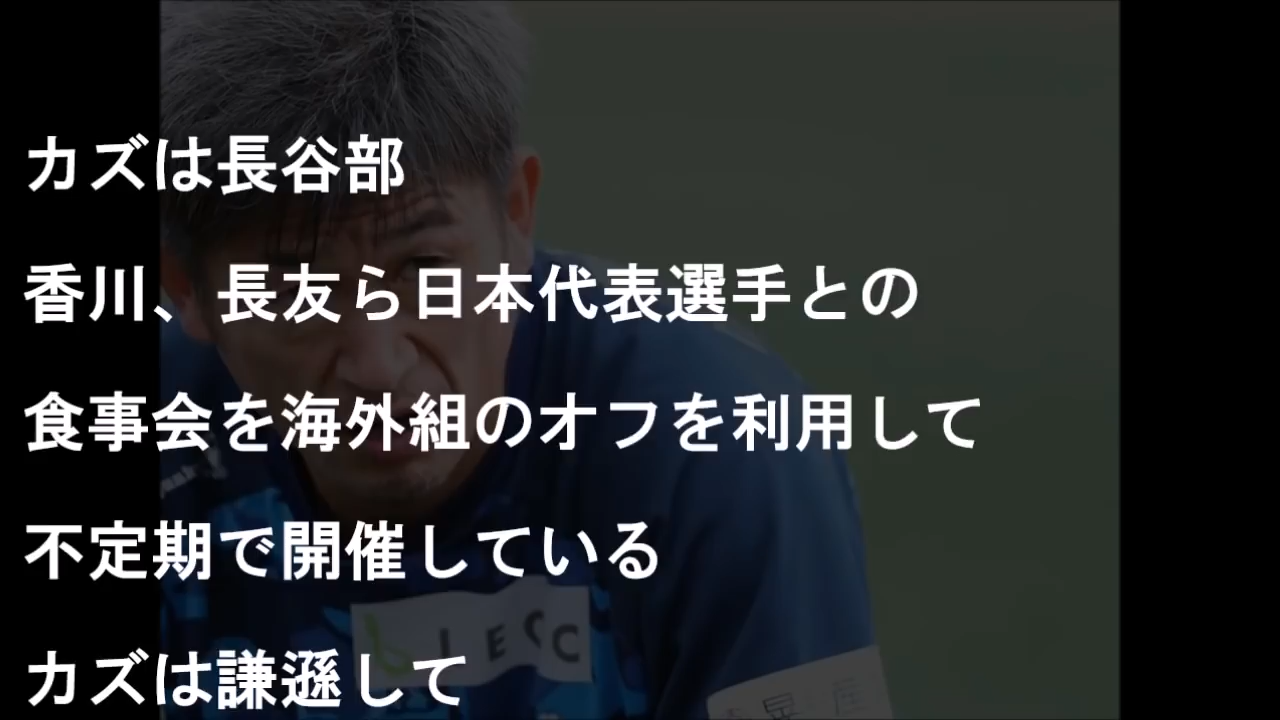 カズは長谷部
香川、長友ら日本代表選手との
食事会を海外組のオフを利用して
不定期で開催している
カズは謙遜して
LECC